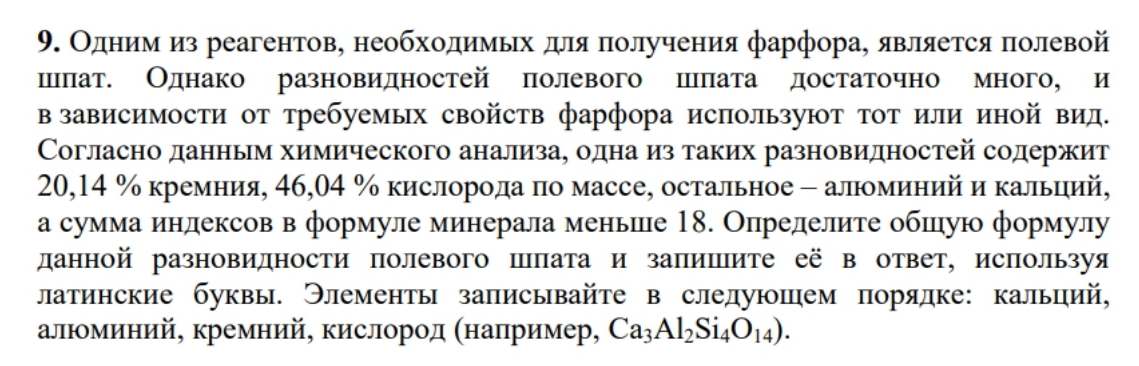 9. Одним из реагентов, необходимых для получения фарфора, является полевой
шпат. Однако разновидностей полевого шпата достаточно много, и
в зависимости от требуемых свойств фарфора используют тот или иной вид.
Согласно данным химического анализа, одна из таких разновидностей содержит
20,14 % кремния, 46,04 % кислорода по массе, остальное – алюминий и кальций,
а сумма индексов в формуле минерала меньше 18. Определите общую формулу
данной разновидности полевого шпата и запишите её в ответ, используя
латинские буквы. Элементы записывайте в следующем порядке: кальций,
алюминий, кремний, кислород (например, Ca₃Al₂Si₄O₁₄).